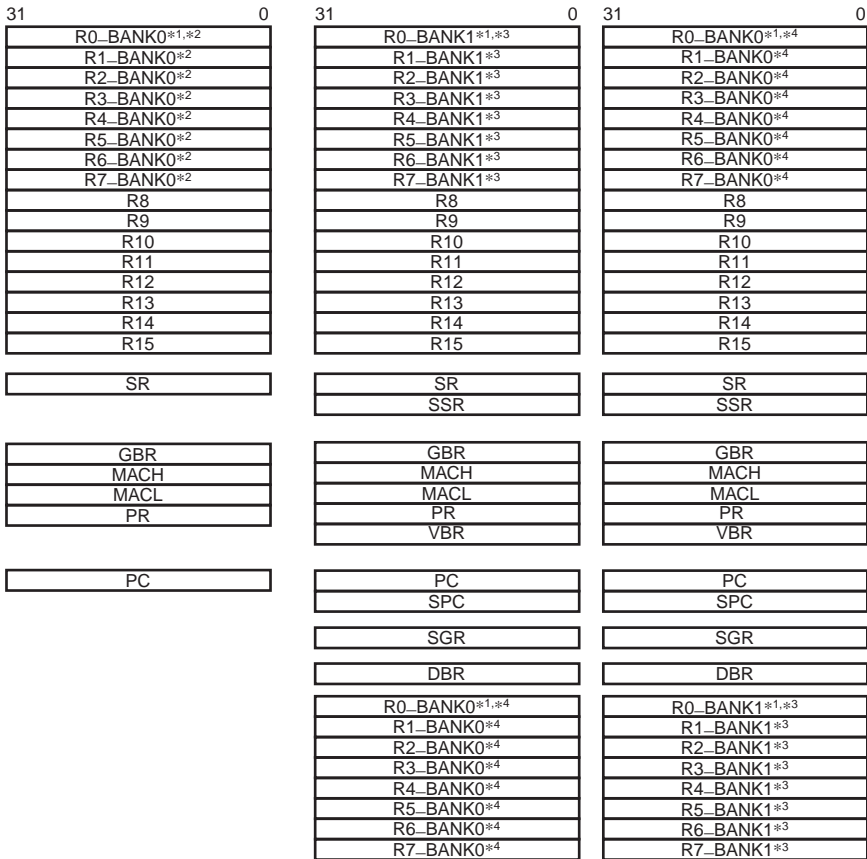 31 0 31 0 31 0
R0_BANK0*1,*2 R0_BANK1*1,*3 R0_BANK0*1,*4
R1_BANK0*2 R1_BANK1*3 R1_BANK0*4
R2_BANK0*2 R2_BANK1*3 R2_BANK0*4
R3_BANK0*2 R3_BANK1*3 R3_BANK0*4
R4_BANK0*2 R4_BANK1*3 R4_BANK0*4
R5_BANK0*2 R5_BANK1*3 R5_BANK0*4
R6_BANK0*2 R6_BANK1*3 R6_BANK0*4
R7_BANK0*2 R7_BANK1*3 R7_BANK0*4
R8 R8 R8
R9 R9 R9
R10 R10 R10
R11 R11 R11
R12 R12 R12
R13 R13 R13
R14 R14 R14
R15 R15 R15
SR SR SR
SSR SSR
GBR GBR GBR
MACH MACH MACH
MACL MACL MACL
PR PR PR
VBR VBR
PC PC PC
SPC SPC
SGR SGR
DBR DBR
R0_BANK0*1,*4 R0_BANK1*1,*3
R1_BANK0*4 R1_BANK1*3
R2_BANK0*4 R2_BANK1*3
R3_BANK0*4 R3_BANK1*3
R4_BANK0*4 R4_BANK1*3
R5_BANK0*4 R5_BANK1*3
R6_BANK0*4 R6_BANK1*3
R7_BANK0*4 R7_BANK1*3